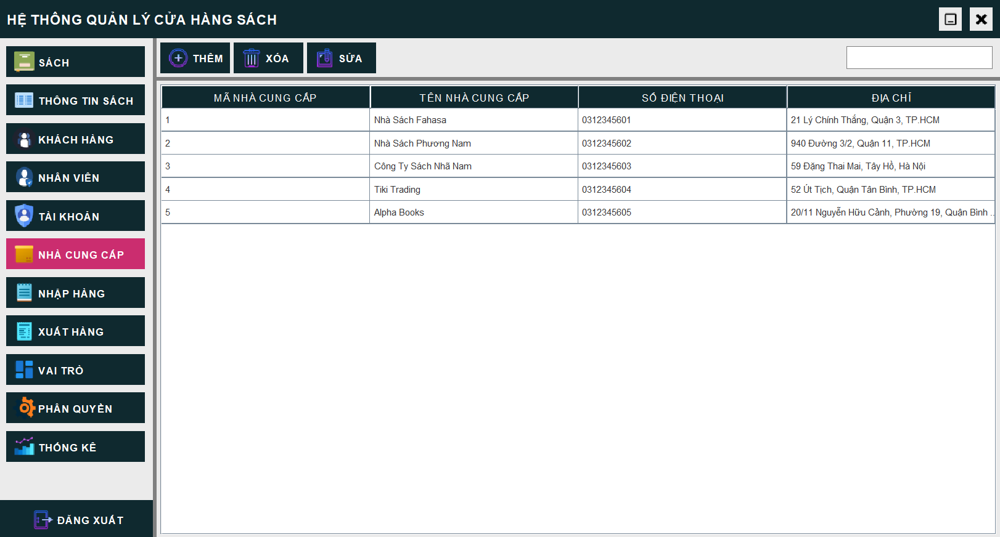 HỆ THỐNG QUẢN LÝ CỬA HÀNG SÁCH
SÁCH
THÔNG TIN SÁCH
KHÁCH HÀNG
NHÂN VIÊN
TÀI KHOẢN
NHÀ CUNG CẤP
NHẬP HÀNG
XUẤT HÀNG
VAI TRÒ
PHÂN QUYỀN
THỐNG KÊ
ĐĂNG XUẤT
THÊM XÓA SỬA
MÃ NHÀ CUNG CẤP TÊN NHÀ CUNG CẤP SỐ ĐIỆN THOẠI ĐỊA CHỈ
1 Nhà Sách Fahasa 0312345601 21 Lý Chính Thắng, Quận 3, TP.HCM
2 Nhà Sách Phương Nam 0312345602 940 Đường 3/2, Quận 11, TP.HCM
3 Công Ty Sách Nhã Nam 0312345603 59 Đặng Thai Mai, Tây Hồ, Hà Nội
4 Tiki Trading 0312345604 52 Út Tịch, Quận Tân Bình, TP.HCM
5 Alpha Books 0312345605 20/11 Nguyễn Hữu Cảnh, Phường 19, Quận Bình ...